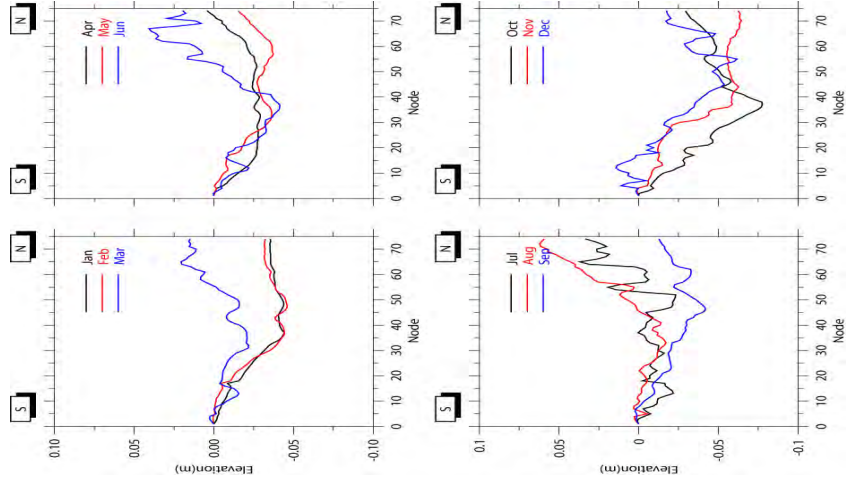 S
N
Jan
Feb
Mar
0.10
0.05
0.00
-0.05
-0.10
Elevation(m)
0 10 20 30 40 50 60 70
Node
S
N
Apr
May
Jun
0 10 20 30 40 50 60 70
Node
S
N
Jul
Aug
Sep
0.1
0.05
0
-0.05
-0.1
Elevation(m)
0 10 20 30 40 50 60 70
Node
S
N
Oct
Nov
Dec
0 10 20 30 40 50 60 70
Node